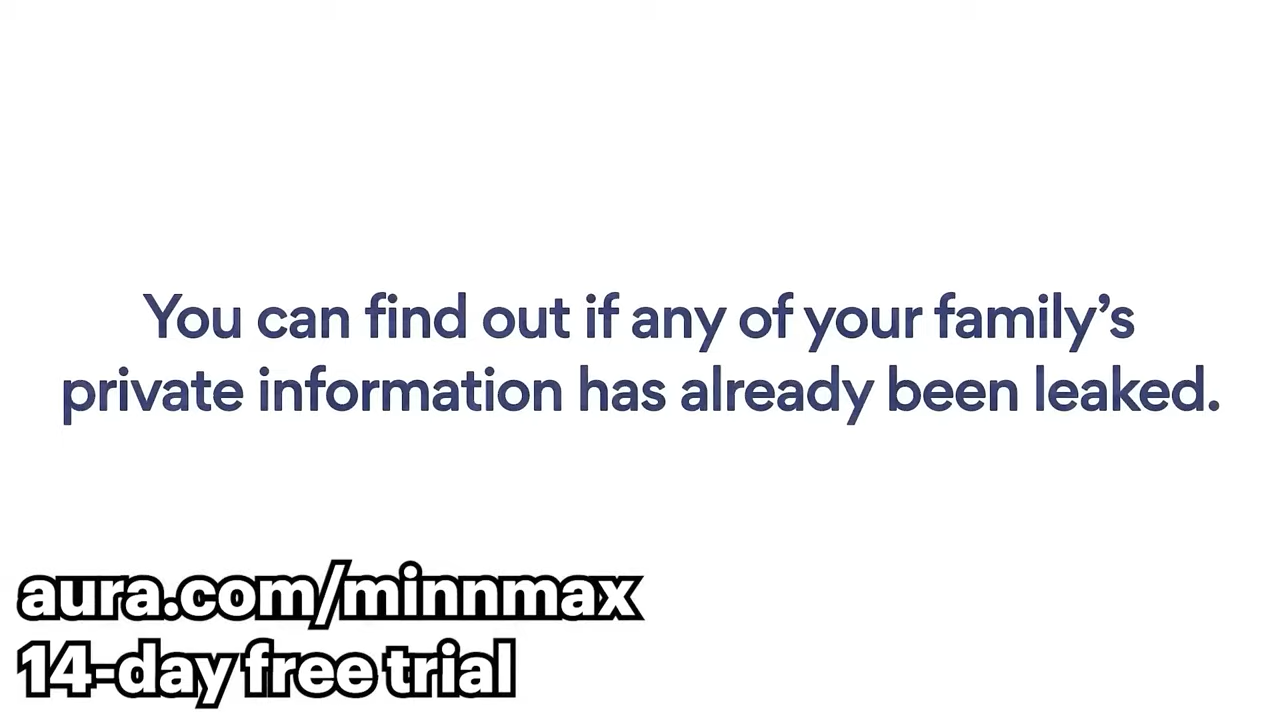 You can find out if any of your family’s
private information has already been leaked.
aura.com/minnmax
14-day free trial